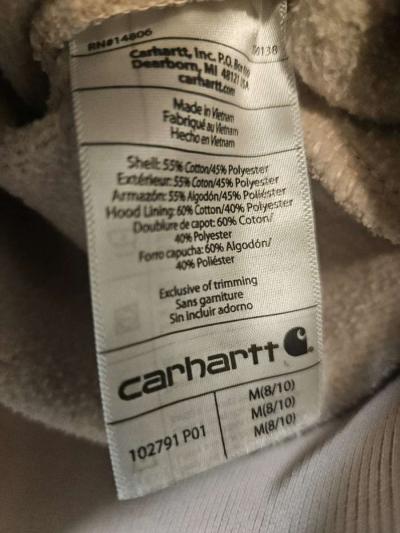 RN#14806
Carhartt, Inc. P.O. Box
Dearborn, MI 48121 USA
carhartt.com
Made in Vietnam
Fabriqué au Vietnam
Hecho en Vietnam
Shell: 55% Cotton/45% Polyester
Extérieur: 55% Coton/45% Polyester
Armazón: 55% Algodón/45% Poliéster
Hood Lining: 60% Cotton/40% Polyester
Doublure de capot: 60% Coton/
40% Polyester
Forro capucha: 60% Algodón/
40% Poliéster
Exclusive of trimming
Sans garniture
Sin incluir adorno
carhartt
102791 P01
M(8/10)
M(8/10)
M(8/10)